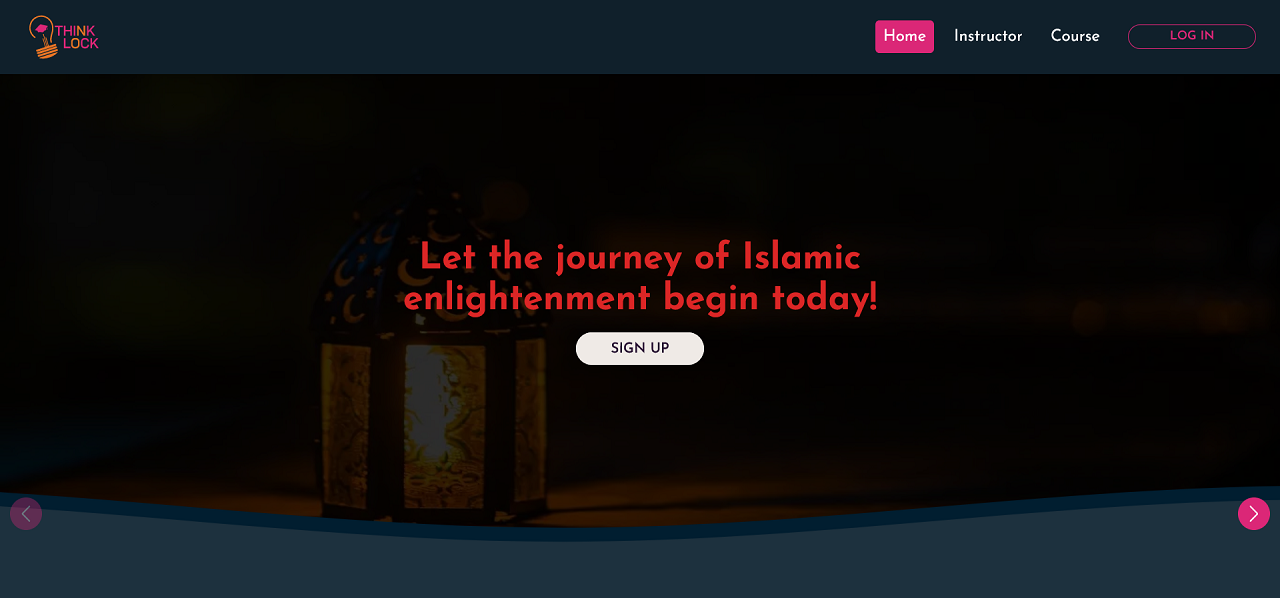 THINK
LOCK
Home
Instructor
Course
LOG IN
Let the journey of Islamic
enlightenment begin today!
SIGN UP